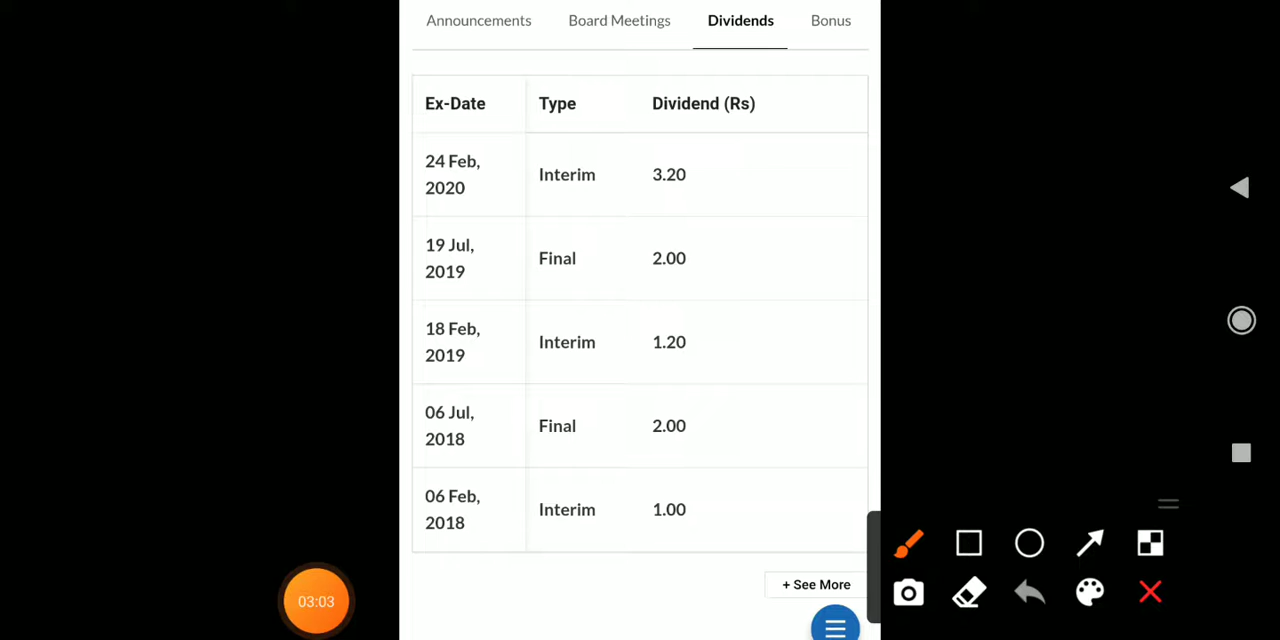 Announcements Board Meetings Dividends Bonus
Ex-Date Type Dividend (Rs)
24 Feb,
2020
Interim 3.20
19 Jul,
2019
Final 2.00
18 Feb,
2019
Interim 1.20
06 Jul,
2018
Final 2.00
06 Feb,
2018
Interim 1.00
+ See More
03:03